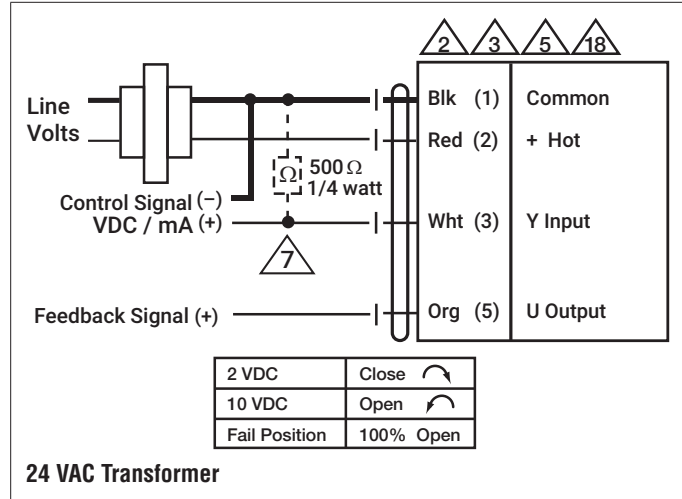 2 3 5 18
Line
Volts
Blk (1) Common
Red (2) + Hot
Ω 500 Ω
1/4 watt
Control Signal (−)
VDC / mA (+)
Wht (3) Y Input
7
Feedback Signal (+)
Org (5) U Output
2 VDC Close
10 VDC Open
Fail Position 100% Open
24 VAC Transformer